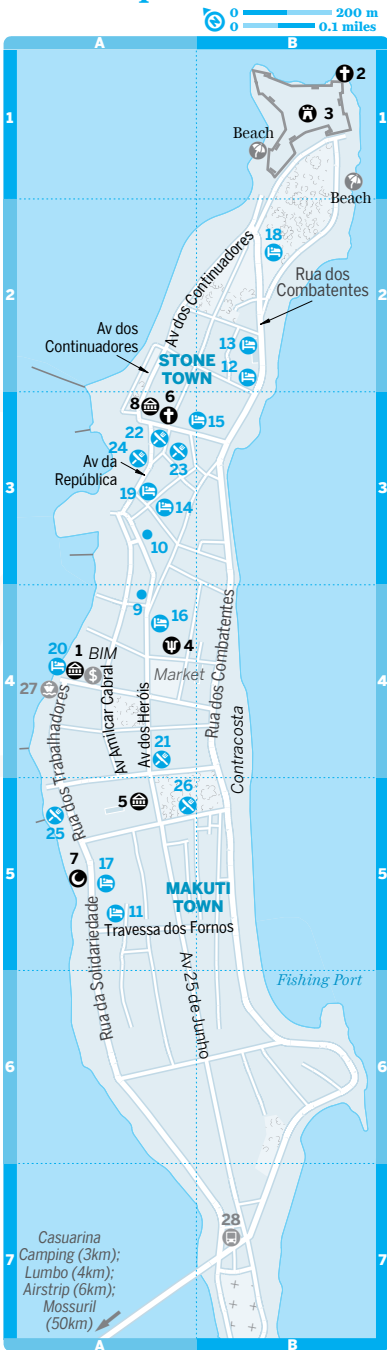 0 200 m
0 0.1 miles
A B
1 1
2
3
Beach
Beach
18
Av dos Continuadores
Rua dos
Combatentes
2 2
Av dos
Continuadores
13
STONE
TOWN
12
8 6
15
22
24
23
Av da
República
3 3
19
14
10
9
16
Rua dos Combatentes
4
20 1 BIM
Market
27
4 4
Rua dos Trabalhadores
Av Amilcar Cabral
Av dos Heróis
Contracosta
21
5
26
25
7 17
5 5
MAKUTI
TOWN
11
Travessa dos Fornos
Rua da Solidariedade
Av 25 de Junho
Fishing Port
6 6
28
Casuarina
Camping (3km);
Lumbo (4km);
Airstrip (6km);
Mossuril
(50km)
7 7
A B